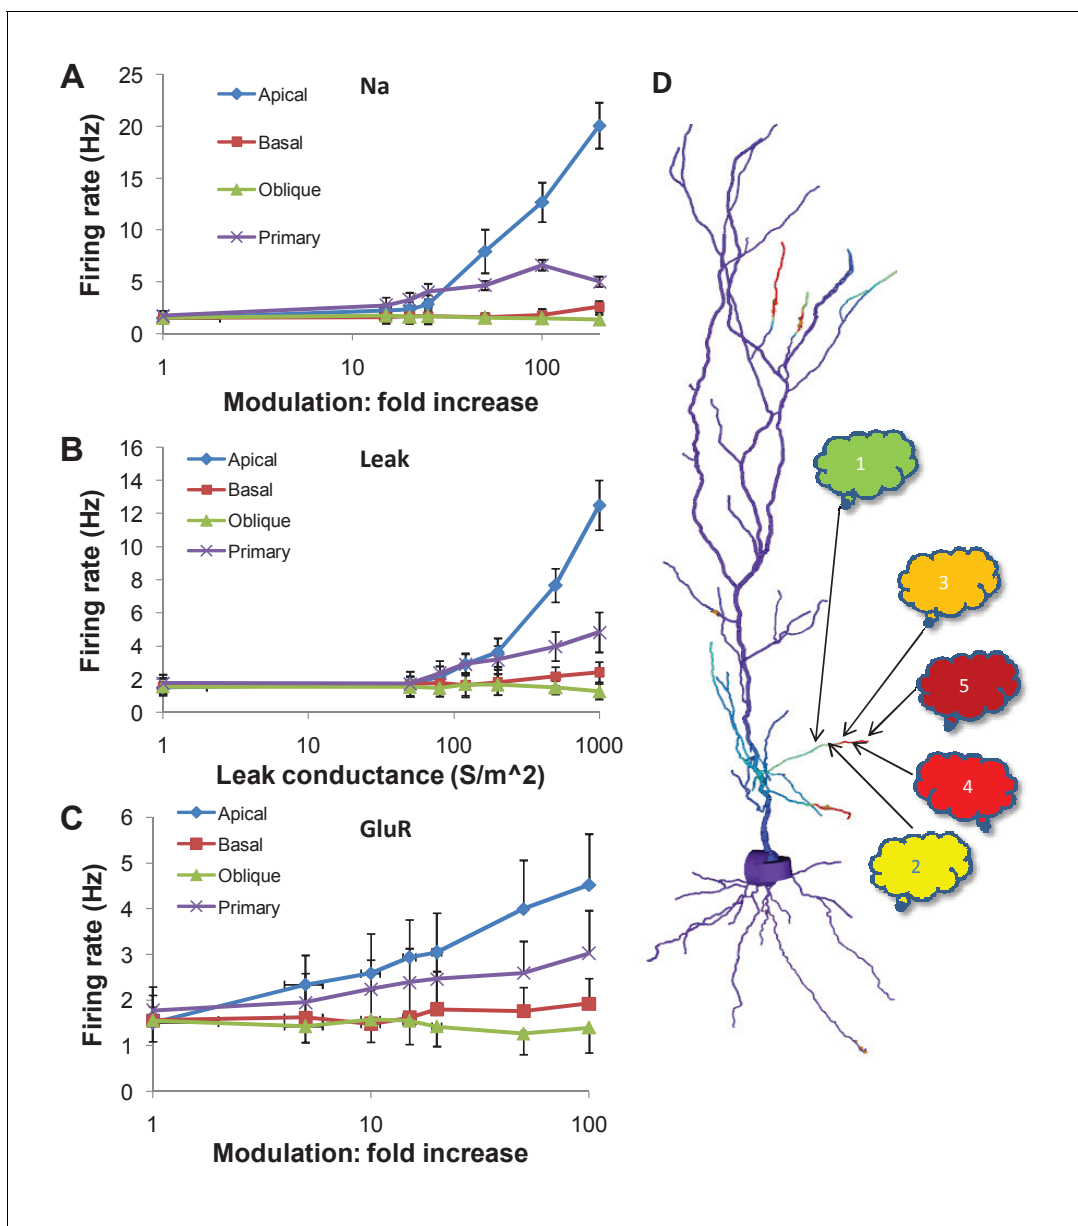 A
Na
25
20
15
10
5
0
Firing rate (Hz)
Apical
Basal
Oblique
Primary
1
10
100
Modulation: fold increase
B
Leak
16
14
12
10
8
6
4
2
0
Firing rate (Hz)
Apical
Basal
Oblique
Primary
1
10
100
1000
Leak conductance (S/m^2)
C
GluR
6
5
4
3
2
1
0
Firing rate (Hz)
Apical
Basal
Oblique
Primary
1
10
100
Modulation: fold increase
D
1
3
5
4
2